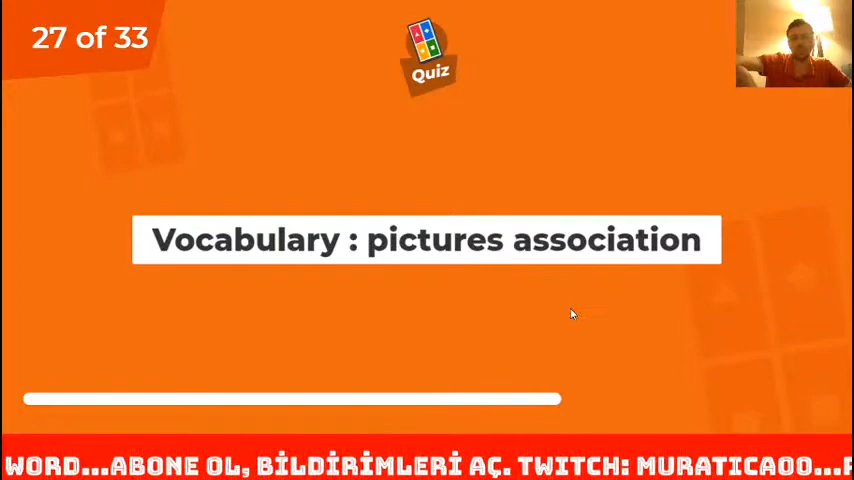 27 of 33
Quiz
Vocabulary : pictures association
WORD...ABONE OL, BİLDİRİMLERİ AÇ. TWITCH: MURATICA00...F